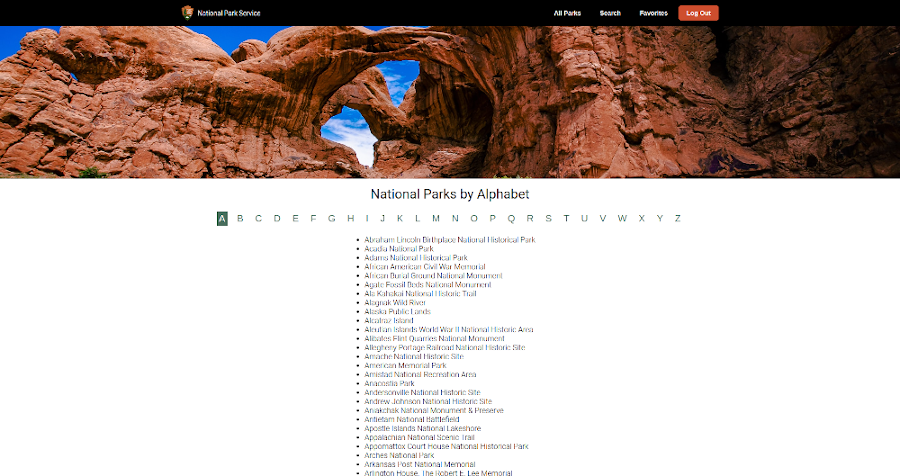 National Park Service
All Parks
Search
Favorites
Log Out
National Parks by Alphabet
A B C D E F G H I J K L M N O P Q R S T U V W X Y Z
Abraham Lincoln Birthplace National Historical Park
Acadia National Park
Adams National Historical Park
African American Civil War Memorial
African Burial Ground National Monument
Agate Fossil Beds National Monument
Ala Kahakai National Historic Trail
Alagnak Wild River
Alaska Public Lands
Alcatraz Island
Aleutian Islands World War II National Historic Area
Alibates Flint Quarries National Monument
Allegheny Portage Railroad National Historic Site
Amache National Historic Site
American Memorial Park
Amistad National Recreation Area
Anacostia Park
Andersonville National Historic Site
Andrew Johnson National Historic Site
Aniakchak National Monument & Preserve
Antietam National Battlefield
Apostle Islands National Lakeshore
Appalachian National Scenic Trail
Appomattox Court House National Historical Park
Arches National Park
Arkansas Post National Memorial
Arlington House, The Robert E. Lee Memorial